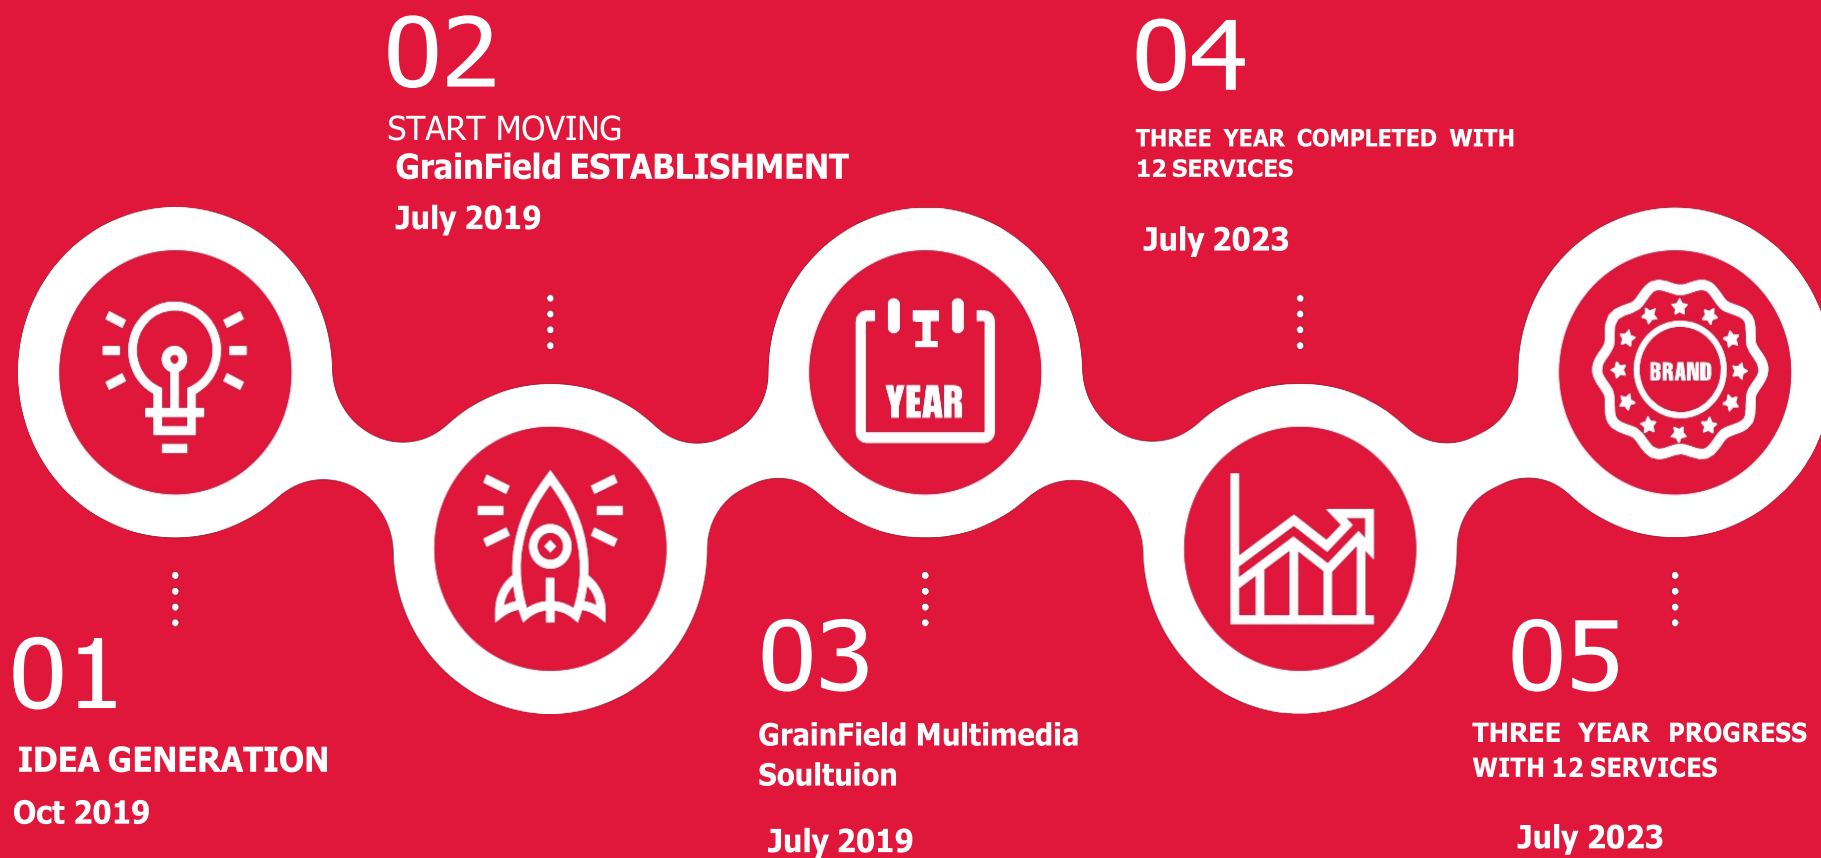 01
IDEA GENERATION
Oct 2019
02
START MOVING
GrainField ESTABLISHMENT
July 2019
I
YEAR
03
GrainField Multimedia
Soultuion
July 2019
04
THREE YEAR COMPLETED WITH
12 SERVICES
July 2023
BRAND
05
THREE YEAR PROGRESS
WITH 12 SERVICES
July 2023